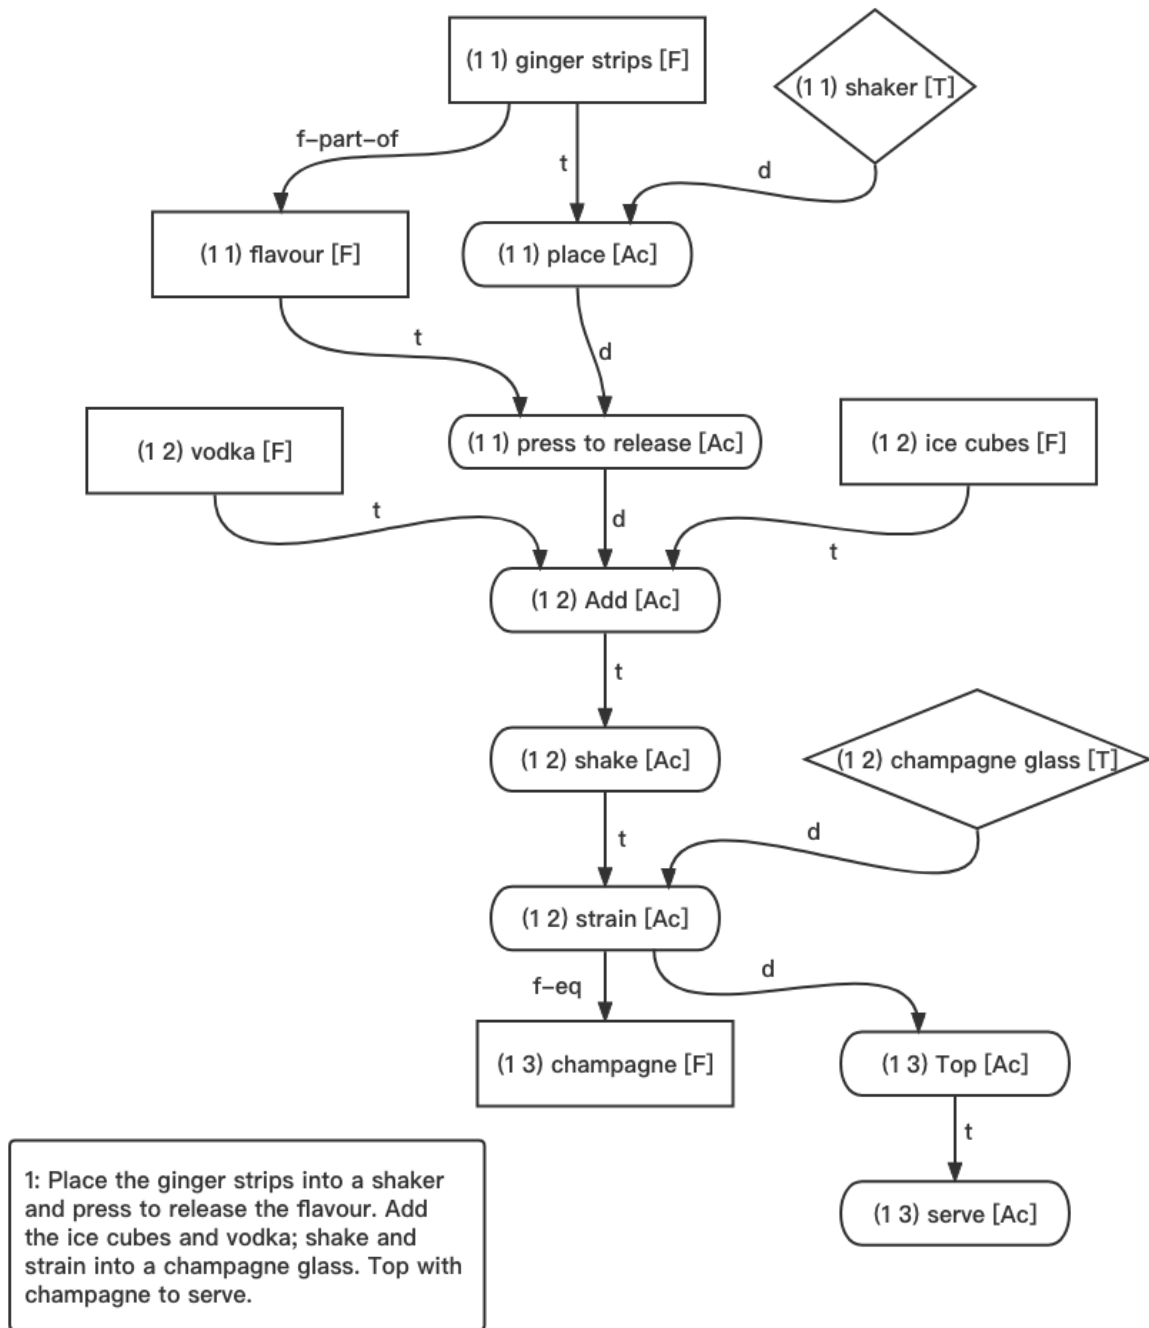 (1 1) ginger strips [F]
(1 1) shaker [T]
f-part-of
t
d
(1 1) flavour [F]
(1 1) place [Ac]
t
d
(1 2) vodka [F]
(1 1) press to release [Ac]
(1 2) ice cubes [F]
t
d
t
(1 2) Add [Ac]
t
(1 2) shake [Ac]
(1 2) champagne glass [T]
t
d
(1 2) strain [Ac]
f-eq
d
(1 3) champagne [F]
(1 3) Top [Ac]
t
(1 3) serve [Ac]
1: Place the ginger strips into a shaker
and press to release the flavour. Add
the ice cubes and vodka; shake and
strain into a champagne glass. Top with
champagne to serve.